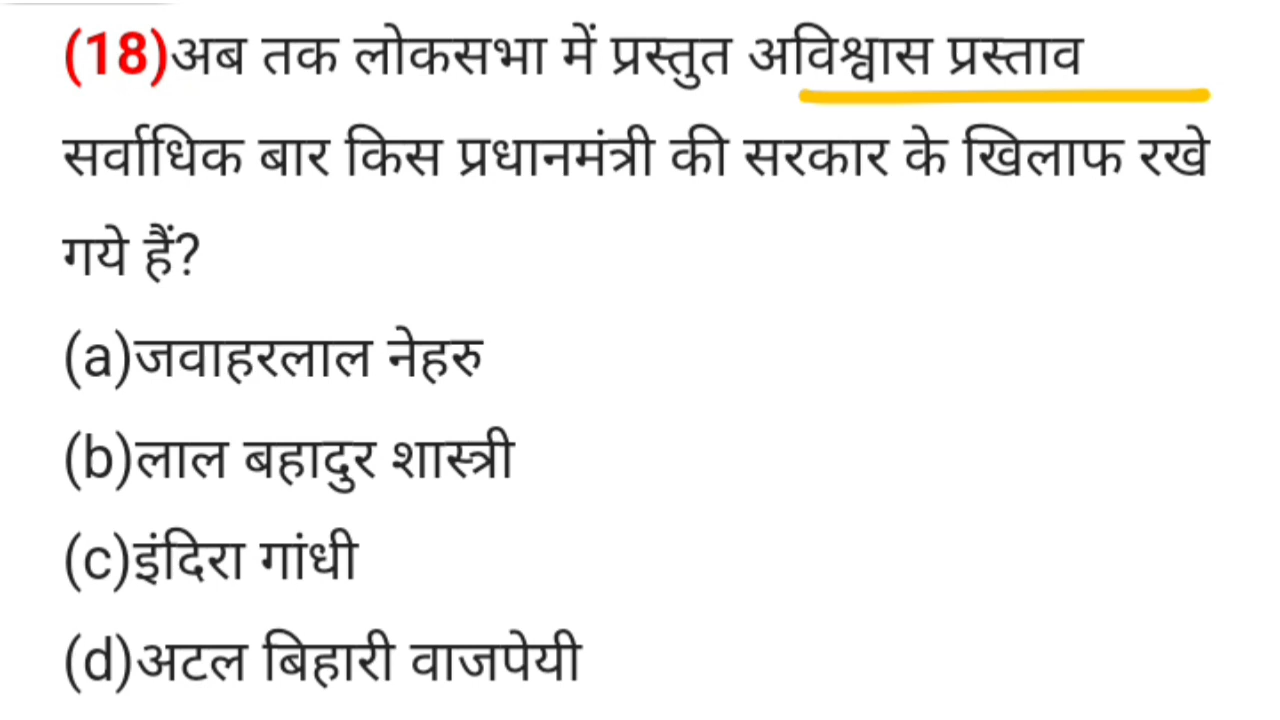 (18)अब तक लोकसभा में प्रस्तुत अविश्वास प्रस्ताव
सर्वाधिक बार किस प्रधानमंत्री की सरकार के खिलाफ रखे
गये हैं?
(a)जवाहरलाल नेहरु
(b)लाल बहादुर शास्त्री
(c)इंदिरा गांधी
(d)अटल बिहारी वाजपेयी